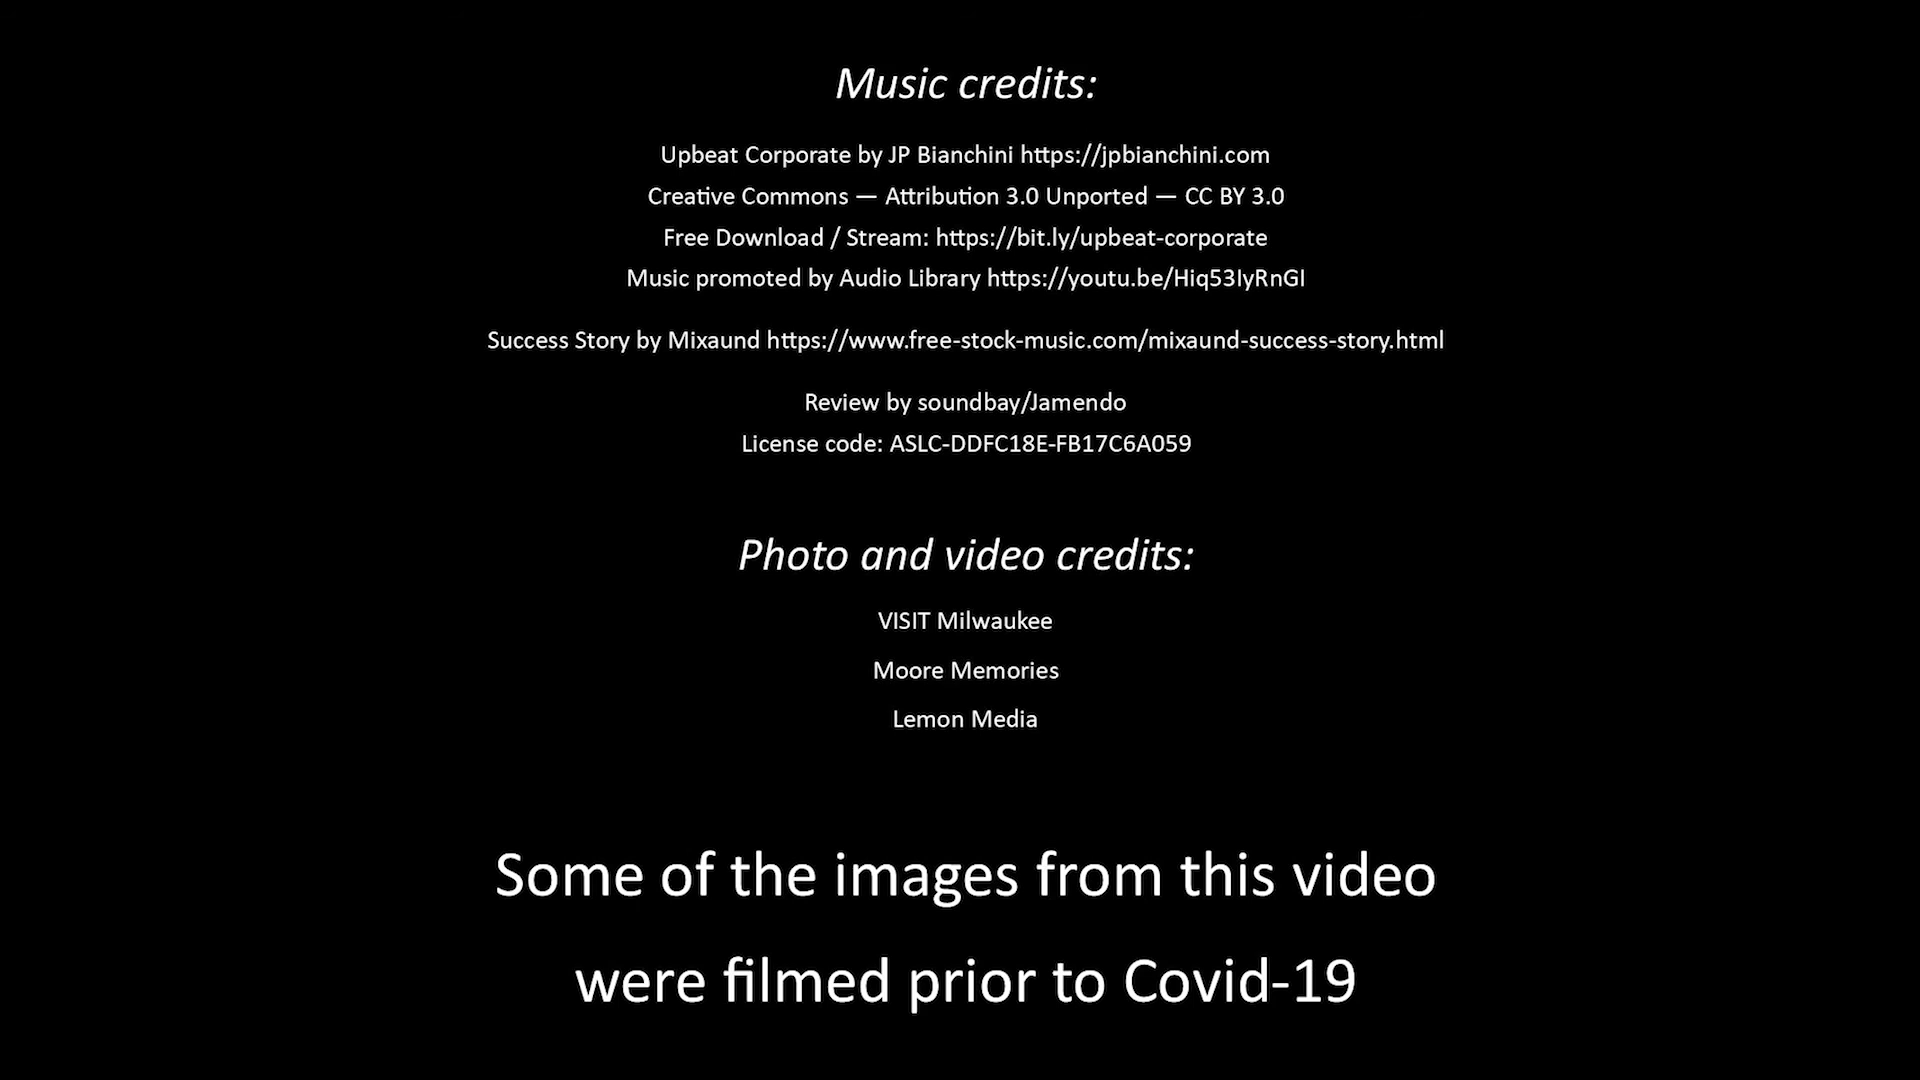 Music credits:
Upbeat Corporate by JP Bianchini https://jpbianchini.com
Creative Commons — Attribution 3.0 Unported — CC BY 3.0
Free Download / Stream: https://bit.ly/upbeat-corporate
Music promoted by Audio Library https://youtu.be/Hiq53IyRnGI
Success Story by Mixaund https://www.free-stock-music.com/mixaund-success-story.html
Review by soundbay/Jamendo
License code: ASLC-DDFC18E-FB17C6A059
Photo and video credits:
VISIT Milwaukee
Moore Memories
Lemon Media
Some of the images from this video
were filmed prior to Covid-19